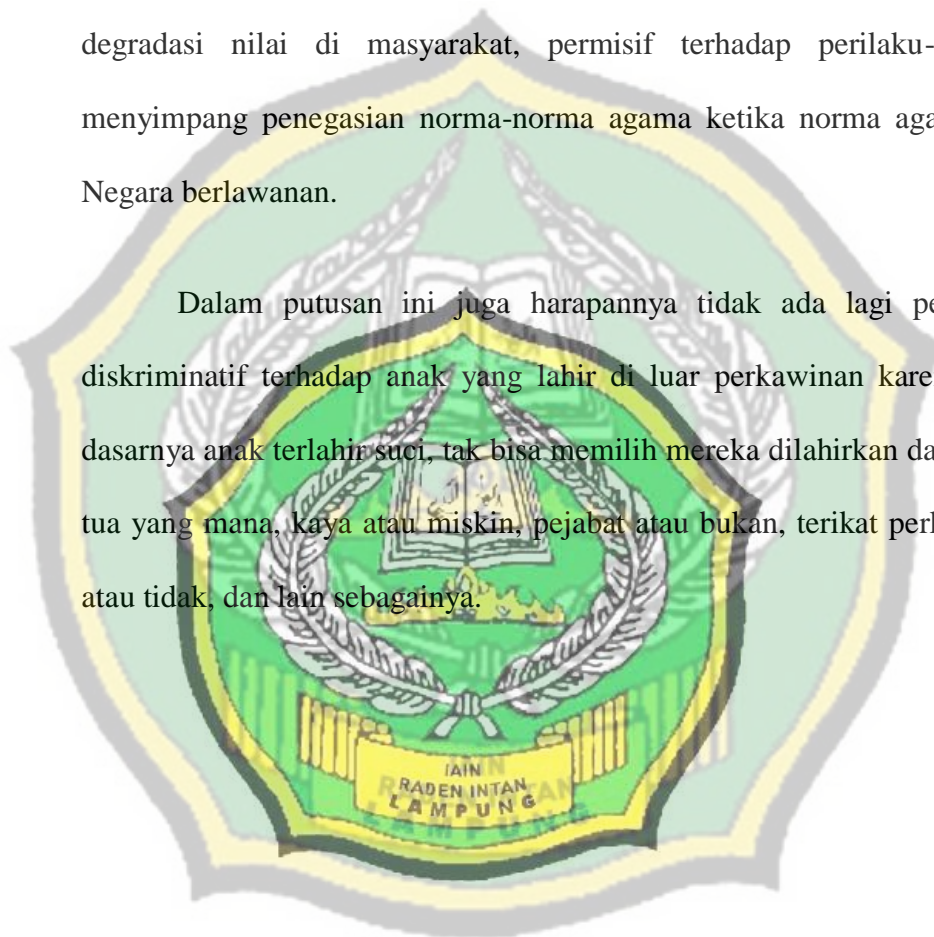 degradasi nilai di masyarakat, permisif terhadap perilaku-
menyimpang penegasian norma-norma agama ketika norma aga
Negara berlawanan.
Dalam putusan ini juga harapannya tidak ada lagi pe
diskriminatif terhadap anak yang lahir di luar perkawinan kare
dasarnya anak terlahir suci, tak bisa memilih mereka dilahirkan da
tua yang mana, kaya atau miskin, pejabat atau bukan, terikat perk
atau tidak, dan lain sebagainya.
IAIN
RADEN INTAN
LAMPUNG